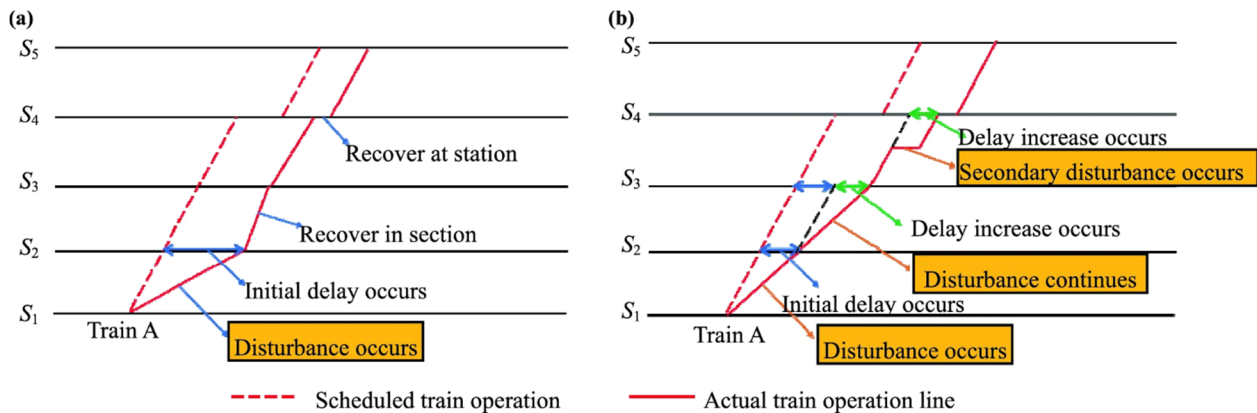 (a)
S5
S4
Recover at station
S3
Recover in section
S2
Initial delay occurs
S1
Train A
Disturbance occurs
(b)
S5
S4
Delay increase occurs
Secondary disturbance occurs
S3
Delay increase occurs
S2
Disturbance continues
Initial delay occurs
S1
Train A
Disturbance occurs
Scheduled train operation
Actual train operation line